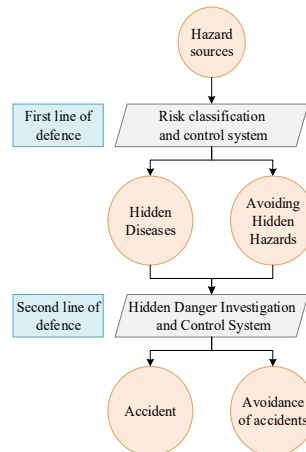 Hazard
sources
First line of
defence
Risk classification
and control system
Hidden
Diseases
Avoiding
Hidden
Hazards
Second line of
defence
Hidden Danger Investigation
and Control System
Accident
Avoidance
of accidents